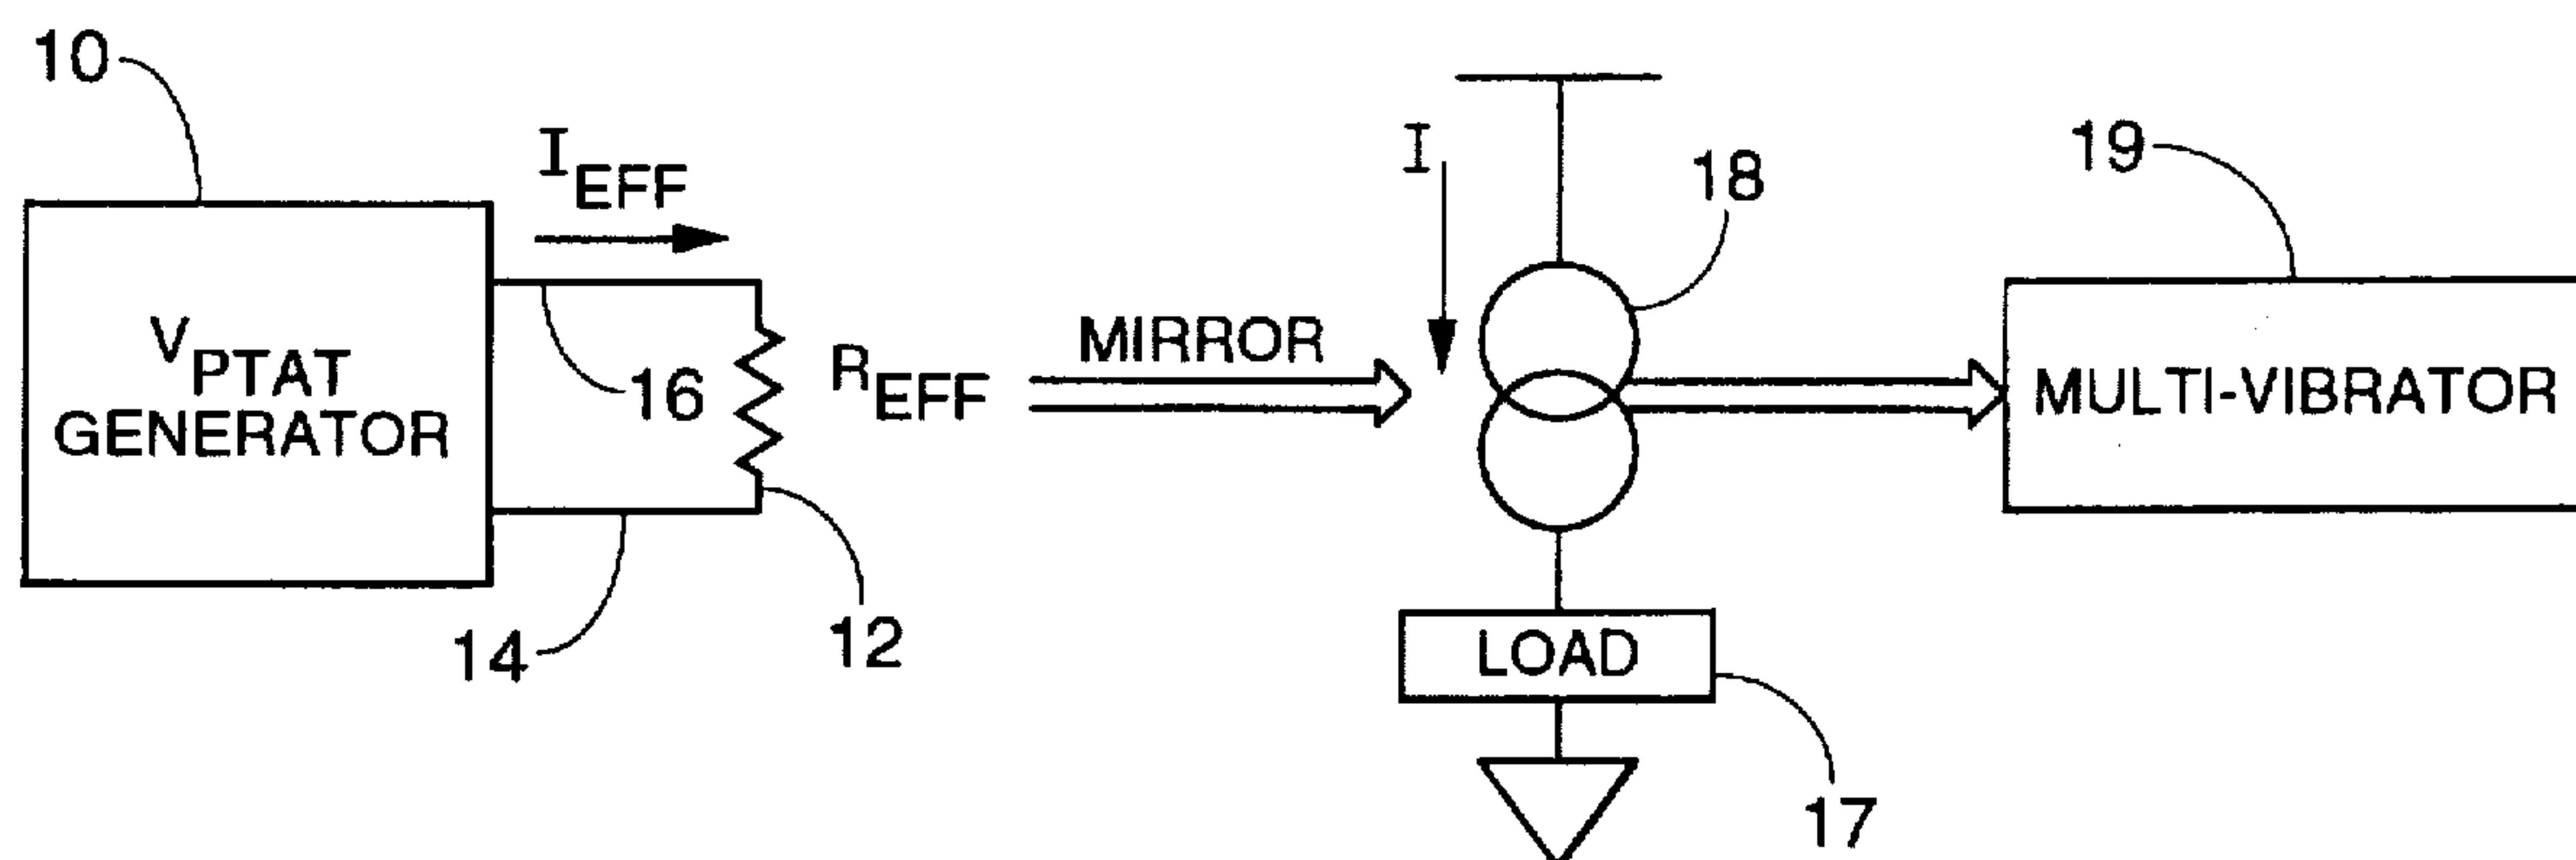 10
I_EFF
I
18
19
V_PTAT
GENERATOR
16
R_EFF
MIRROR
MULTI-VIBRATOR
14
12
LOAD
17